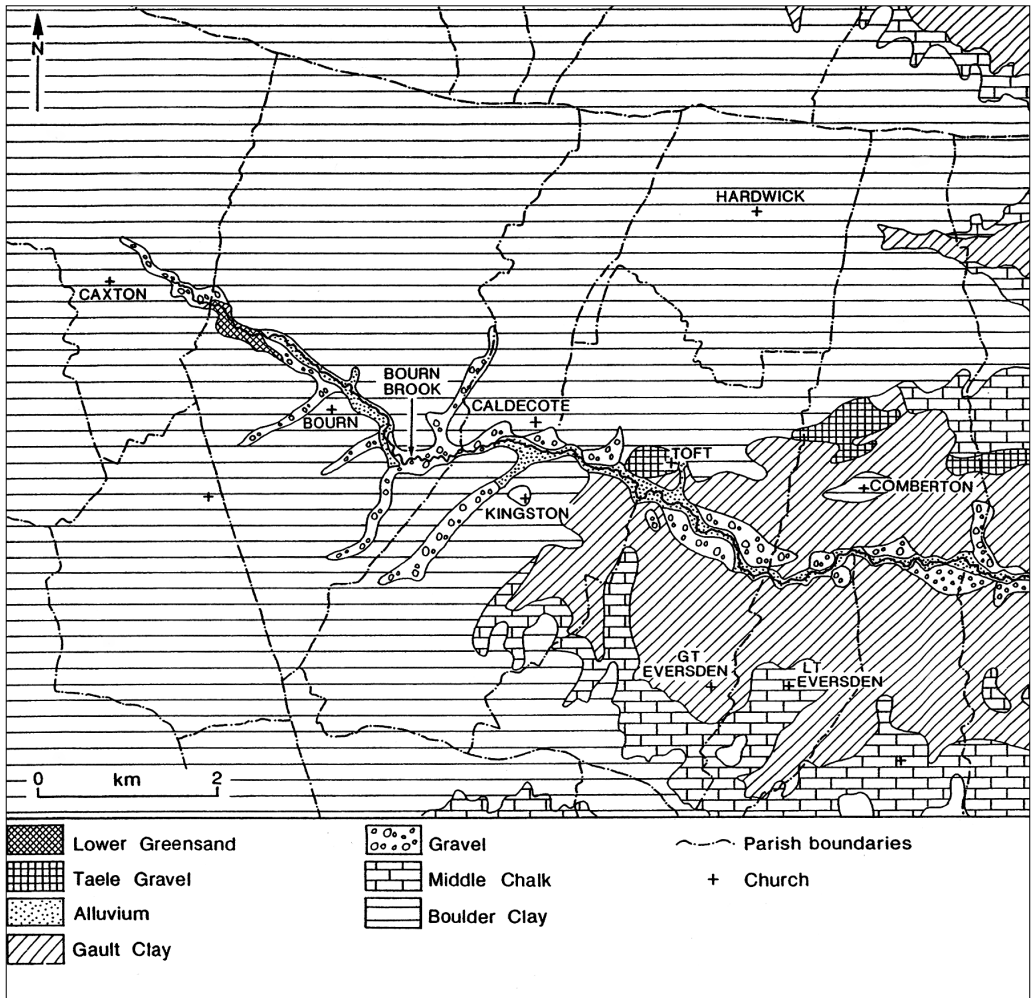 N
HARDWICK
CAXTON
BOURN
BROOK
CALDECOTE
BOURN
TOFT
COMBERTON
KINGSTON
GT
EVERSDEN
LT
EVERSDEN
0 km 2
Lower Greensand
Taele Gravel
Alluvium
Gault Clay
Gravel
Middle Chalk
Boulder Clay
Parish boundaries
Church